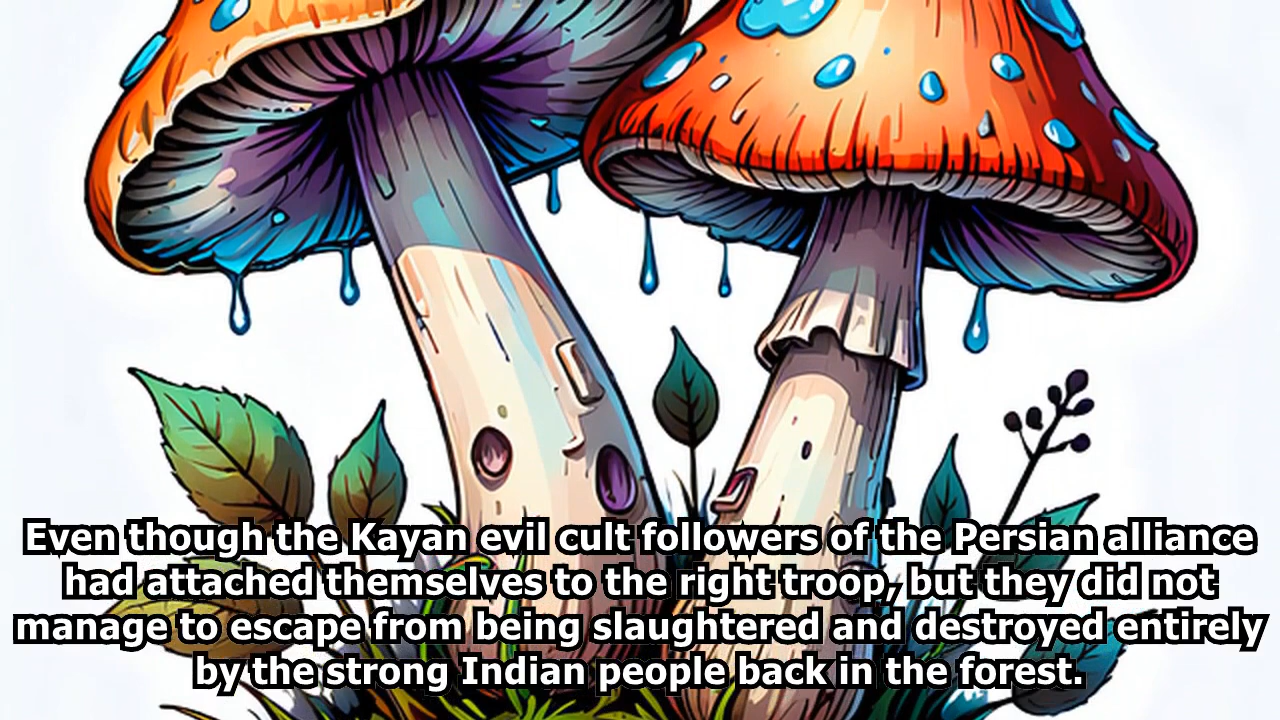 Even though the Kayan evil cult followers of the Persian alliance
had attached themselves to the right troop, but they did not
manage to escape from being slaughtered and destroyed entirely
by the strong Indian people back in the forest.